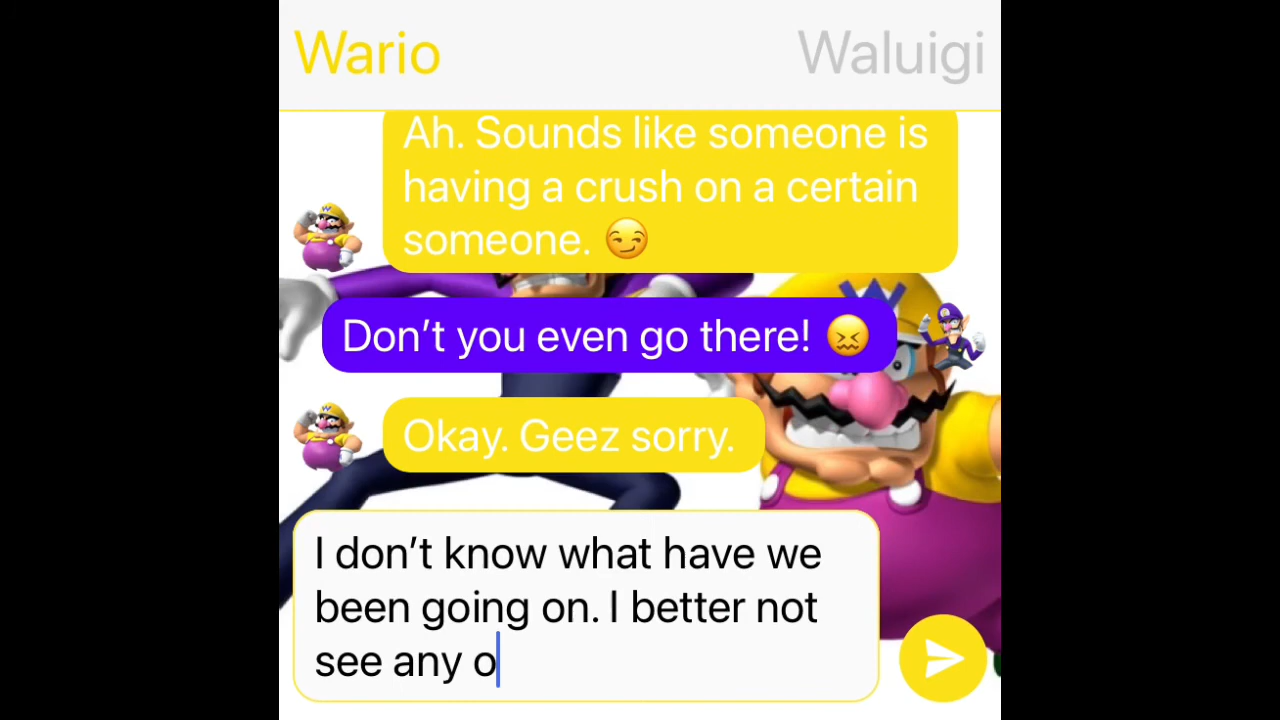 Wario
Waluigi
Ah. Sounds like someone is
having a crush on a certain
someone. 😏
Don’t you even go there! 😖
Okay. Geez sorry.
I don’t know what have we
been going on. I better not
see any o